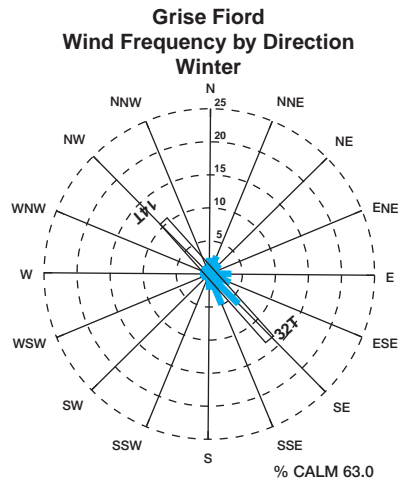 Grise Fiord
Wind Frequency by Direction
Winter
N
NNW
NNE
25
NW
NE
20
15
WNW
14T
10
ENE
5
W
E
32T
WSW
ESE
SW
SE
SSW
SSE
S
% CALM 63.0